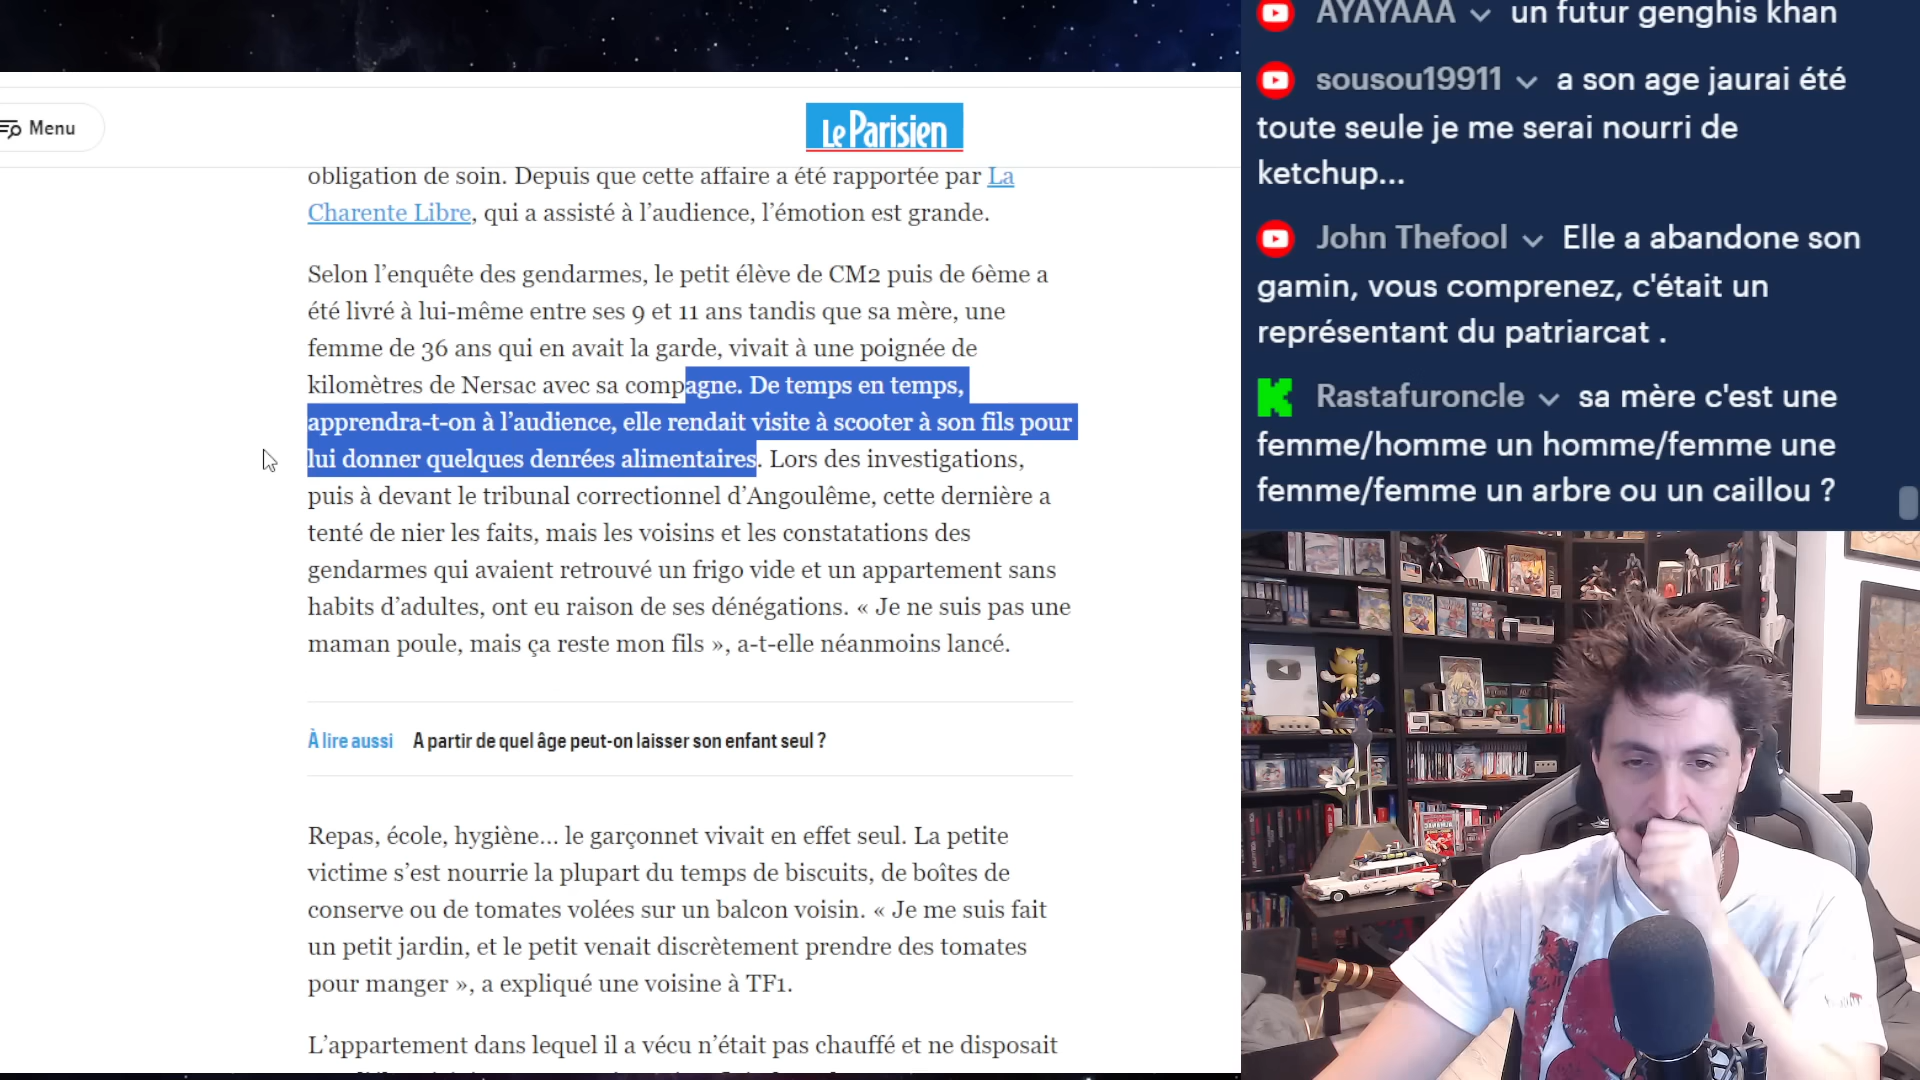 Menu
Le Parisien
obligation de soin. Depuis que cette affaire a été rapportée par La
Charente Libre, qui a assisté à l’audience, l’émotion est grande.
Selon l’enquête des gendarmes, le petit élève de CM2 puis de 6ème a
été livré à lui-même entre ses 9 et 11 ans tandis que sa mère, une
femme de 36 ans qui en avait la garde, vivait à une poignée de
kilomètres de Nersac avec sa compagne. De temps en temps,
apprendra-t-on à l’audience, elle rendait visite à scooter à son fils pour
lui donner quelques denrées alimentaires. Lors des investigations,
puis à devant le tribunal correctionnel d’Angoulême, cette dernière a
tenté de nier les faits, mais les voisins et les constatations des
gendarmes qui avaient retrouvé un frigo vide et un appartement sans
habits d’adultes, ont eu raison de ses dénégations. « Je ne suis pas une
maman poule, mais ça reste mon fils », a-t-elle néanmoins lancé.
À lire aussi A partir de quel âge peut-on laisser son enfant seul ?
Repas, école, hygiène... le garçonnet vivait en effet seul. La petite
victime s’est nourrie la plupart du temps de biscuits, de boîtes de
conserve ou de tomates volées sur un balcon voisin. « Je me suis fait
un petit jardin, et le petit venait discrètement prendre des tomates
pour manger », a expliqué une voisine à TF1.
L’appartement dans lequel il a vécu n’était pas chauffé et ne disposait
AYAYAAA un futur genghis khan
sousou19911 a son age jaurai été
toute seule je me serai nourri de
ketchup...
John Thefool Elle a abandone son
gamin, vous comprenez, c'était un
représentant du patriarcat .
Rastafuroncle sa mère c'est une
femme/homme un homme/femme une
femme/femme un arbre ou un caillou ?